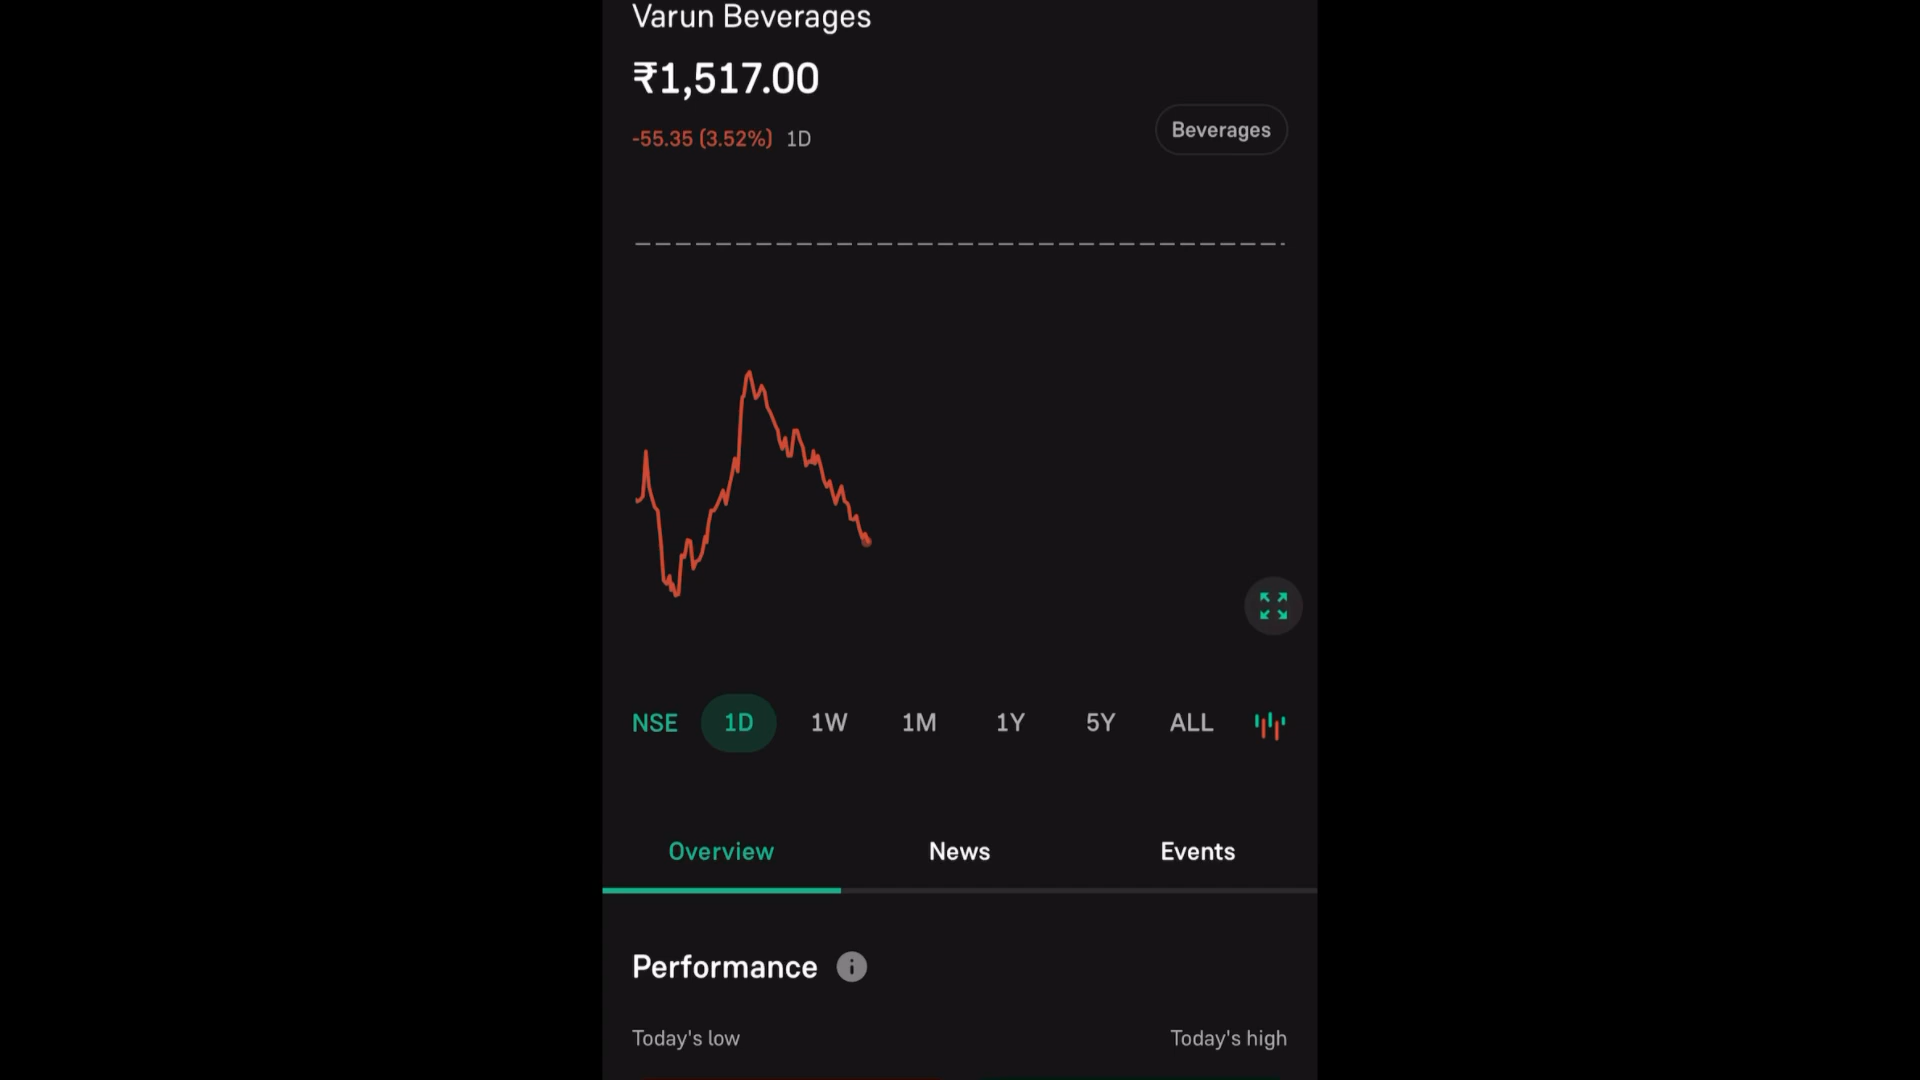 Varun Beverages
₹1,517.00
-55.35 (3.52%) 1D
Beverages
NSE 1D 1W 1M 1Y 5Y ALL
Overview News Events
Performance
Today's low Today's high